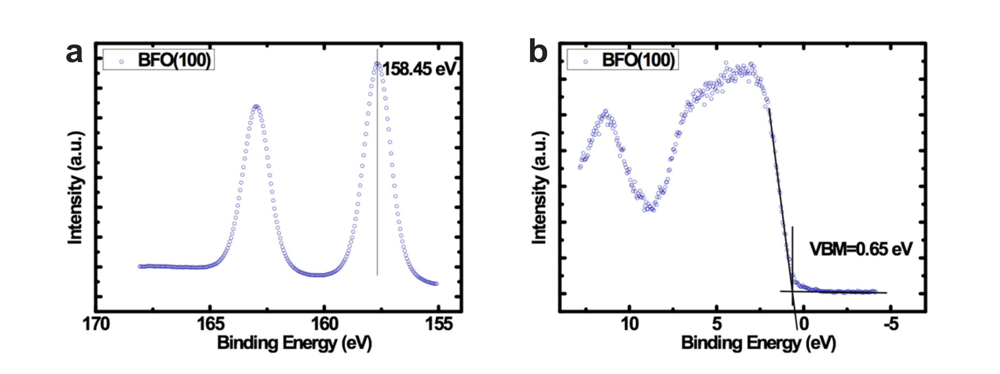 a
BFO(100)
158.45 eV
Intensity (a.u.)
170 165 160 155
Binding Energy (eV)
b
BFO(100)
VBM=0.65 eV
Intensity (a.u.)
10 5 0 -5
Binding Energy (eV)